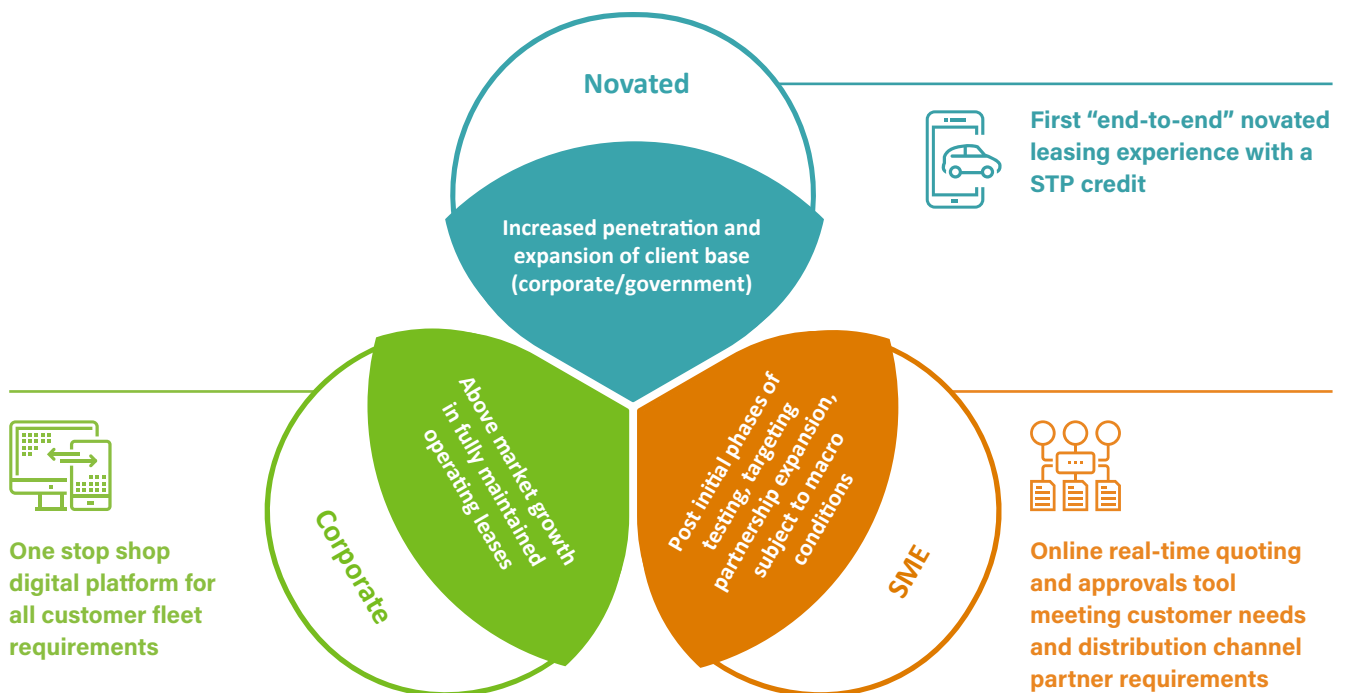 Novated
Increased penetration and
expansion of client base
(corporate/government)
First “end-to-end” novated
leasing experience with a
STP credit
Above market growth
in fully maintained
operating leases
Corporate
One stop shop
digital platform for
all customer fleet
requirements
Post initial phases of
testing, targeting
partnership expansion,
subject to macro
conditions
SME
Online real-time quoting
and approvals tool
meeting customer needs
and distribution channel
partner requirements